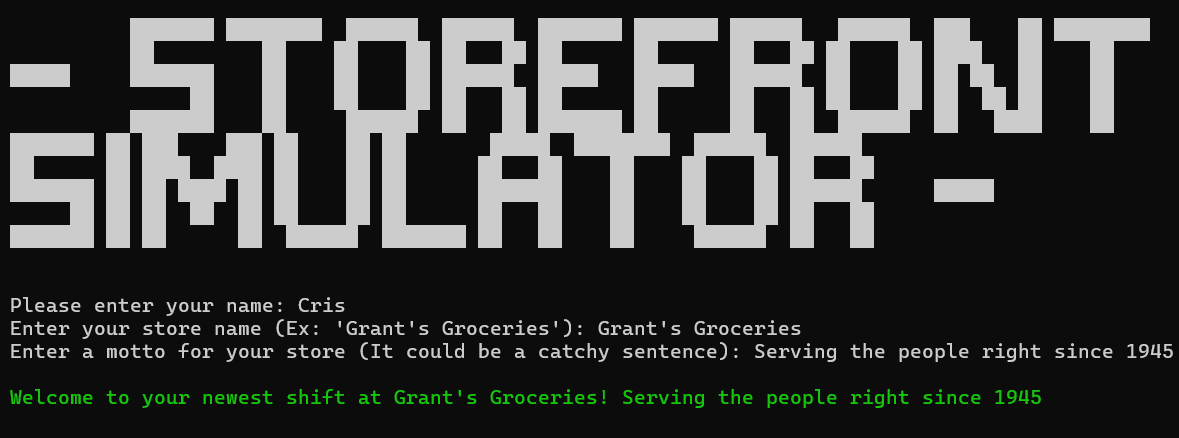 - STOREFRONT
SIMULATOR -
Please enter your name: Cris
Enter your store name (Ex: 'Grant's Groceries'): Grant's Groceries
Enter a motto for your store (It could be a catchy sentence): Serving the people right since 1945
Welcome to your newest shift at Grant's Groceries! Serving the people right since 1945